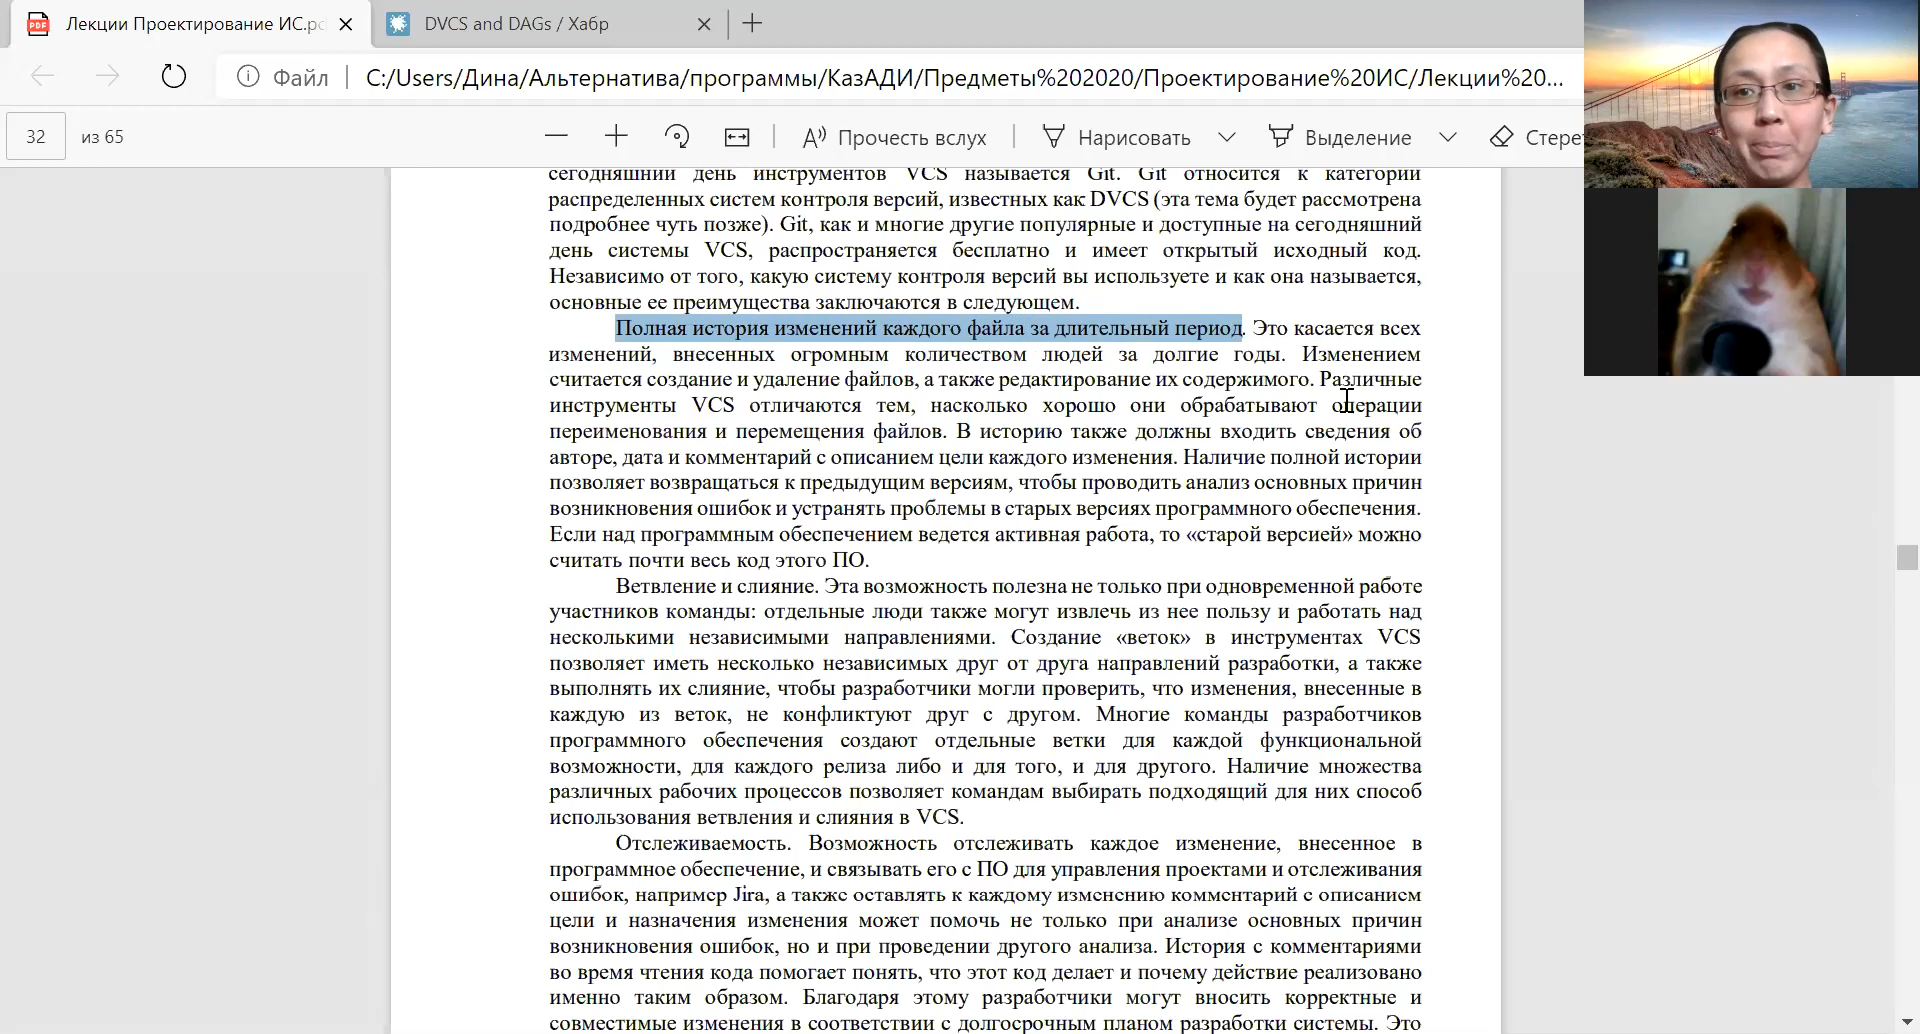 Лекции Проектирование ИС.pc
DVCS and DAGs / Хабр
Файл
C:/Users/Дина/Альтернатива/программы/КазАДИ/Предметы%202020/Проектирование%20ИС/Лекции%20...
32 из 65
Прочесть вслух
Нарисовать
Выделение
Стере
сегодняшний день инструментов VCS называется Git. Git относится к категории
распределенных систем контроля версий, известных как DVCS (эта тема будет рассмотрена
подробнее чуть позже). Git, как и многие другие популярные и доступные на сегодняшний
день системы VCS, распространяется бесплатно и имеет открытый исходный код.
Независимо от того, какую систему контроля версий вы используете и как она называется,
основные ее преимущества заключаются в следующем.
Полная история изменений каждого файла за длительный период. Это касается всех
изменений, внесенных огромным количеством людей за долгие годы. Изменением
считается создание и удаление файлов, а также редактирование их содержимого. Различные
инструменты VCS отличаются тем, насколько хорошо они обрабатывают операции
переименования и перемещения файлов. В историю также должны входить сведения об
авторе, дата и комментарий с описанием цели каждого изменения. Наличие полной истории
позволяет возвращаться к предыдущим версиям, чтобы проводить анализ основных причин
возникновения ошибок и устранять проблемы в старых версиях программного обеспечения.
Если над программным обеспечением ведется активная работа, то «старой версией» можно
считать почти весь код этого ПО.
Ветвление и слияние. Эта возможность полезна не только при одновременной работе
участников команды: отдельные люди также могут извлечь из нее пользу и работать над
несколькими независимыми направлениями. Создание «веток» в инструментах VCS
позволяет иметь несколько независимых друг от друга направлений разработки, а также
выполнять их слияние, чтобы разработчики могли проверить, что изменения, внесенные в
каждую из веток, не конфликтуют друг с другом. Многие команды разработчиков
программного обеспечения создают отдельные ветки для каждой функциональной
возможности, для каждого релиза либо и для того, и для другого. Наличие множества
различных рабочих процессов позволяет командам выбирать подходящий для них способ
использования ветвления и слияния в VCS.
Отслеживаемость. Возможность отслеживать каждое изменение, внесенное в
программное обеспечение, и связывать его с ПО для управления проектами и отслеживания
ошибок, например Jira, а также оставлять к каждому изменению комментарий с описанием
цели и назначения изменения может помочь не только при анализе основных причин
возникновения ошибок, но и при проведении другого анализа. История с комментариями
во время чтения кода помогает понять, что этот код делает и почему действие реализовано
именно таким образом. Благодаря этому разработчики могут вносить корректные и
совместимые изменения в соответствии с долгосрочным планом разработки системы. Это